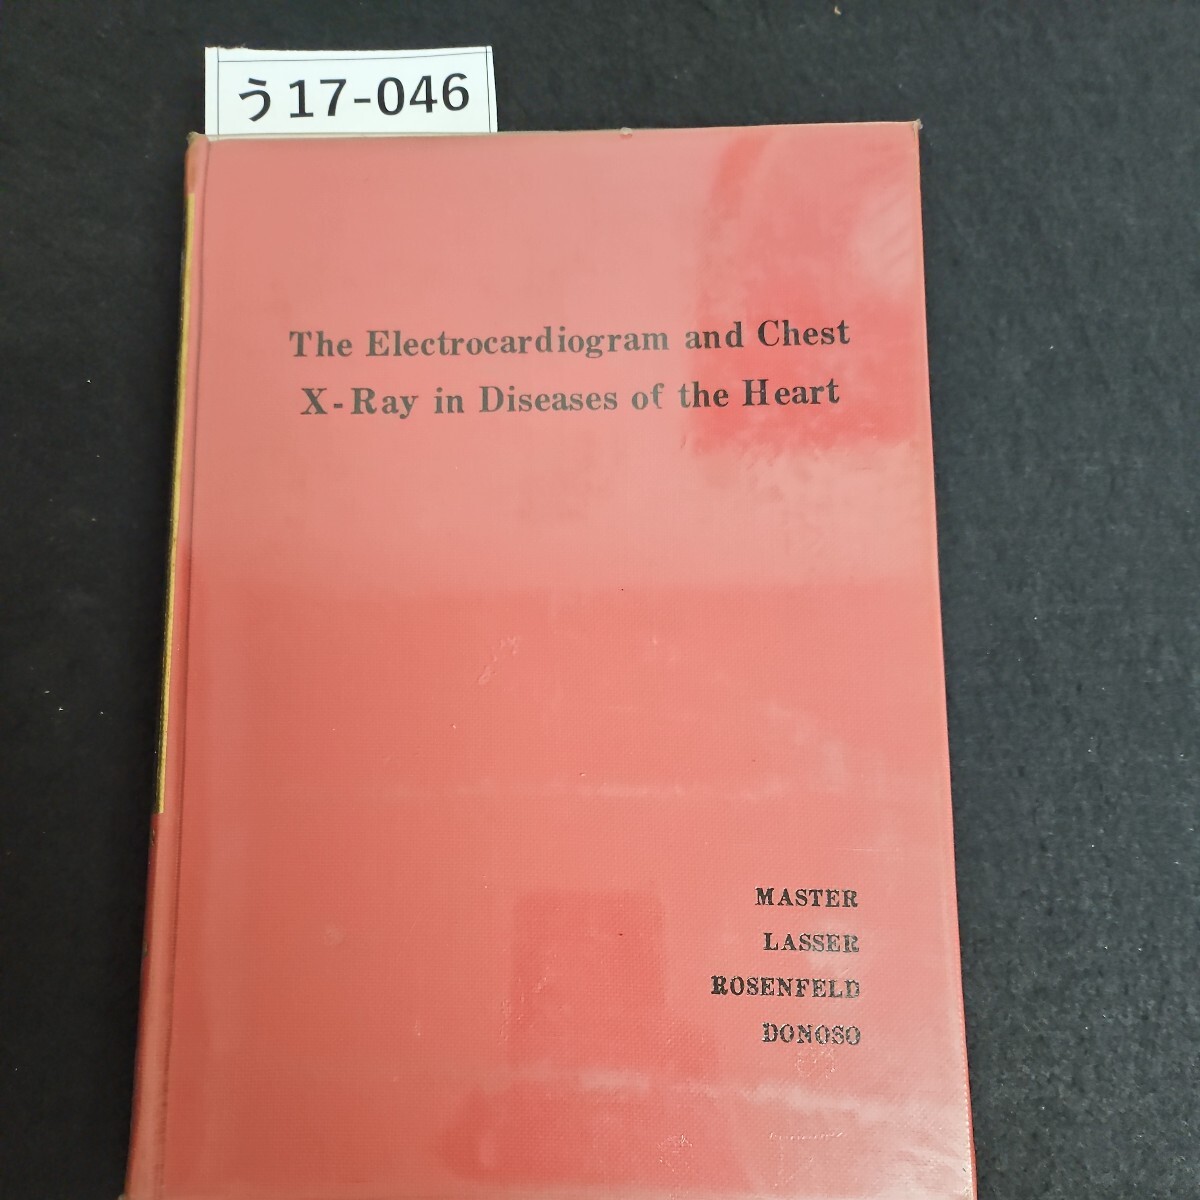 う17-046
The Electrocardiogram and Chest
X-Ray in Diseases of the Heart
MASTER
LASSER
ROSENFELD
DONOSO